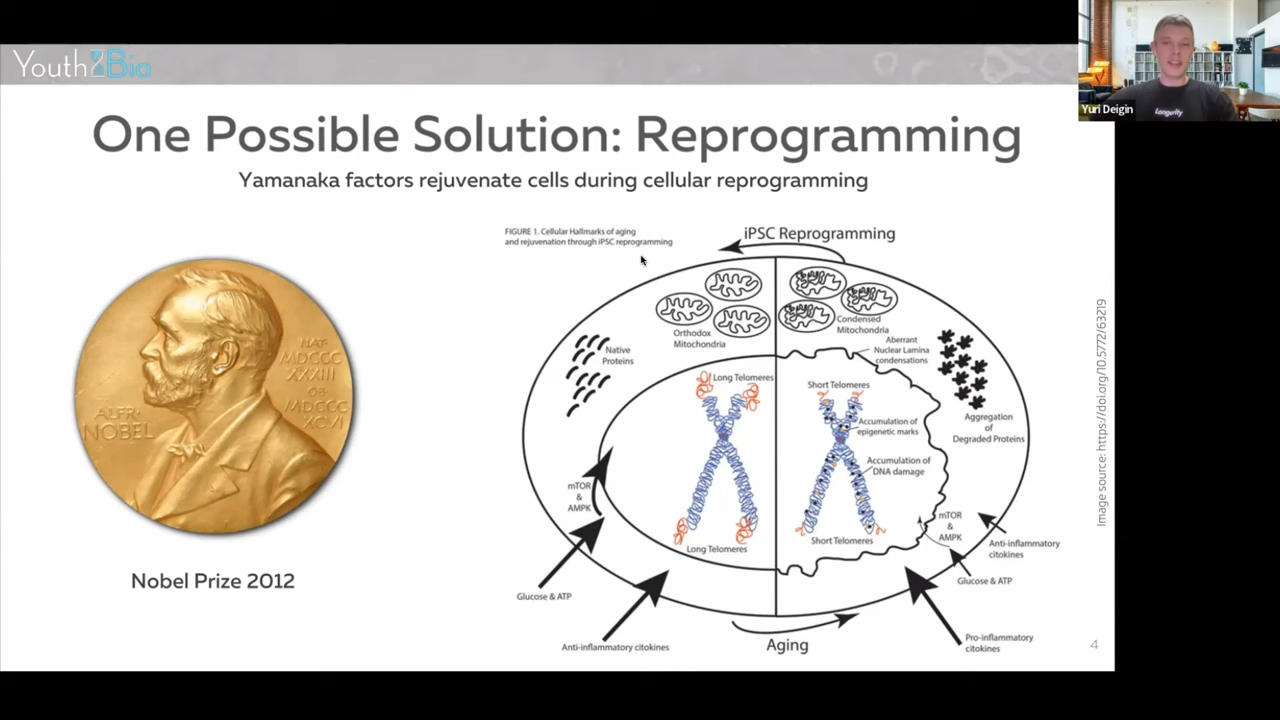 Youth Bio
Yuri Deigin
Longevity
One Possible Solution: Reprogramming
Yamanaka factors rejuvenate cells during cellular reprogramming
FIGURE 1. Cellular Hallmarks of aging
and rejuvenation through iPSC reprogramming
iPSC Reprogramming
Orthodox
Mitochondria
Condensed
Mitochondria
Native
Proteins
Aberrant
Nuclear Lamina
condensations
Long Telomeres
Short Telomeres
Accumulation of
epigenetic marks
Aggregation
of
Degraded Proteins
Accumulation of
DNA damage
mTOR
&
AMPK
mTOR
&
AMPK
Long Telomeres
Short Telomeres
Anti-inflammatory
citokines
Glucose & ATP
Glucose & ATP
Anti-inflammatory citokines
Pro-inflammatory
citokines
Aging
ALFR·
NOBEL
NAT·
MDCCC
XXXIII
OB·
MDCCC
XCVI
Nobel Prize 2012
Image source: https://doi.org/10.5772/63219
4